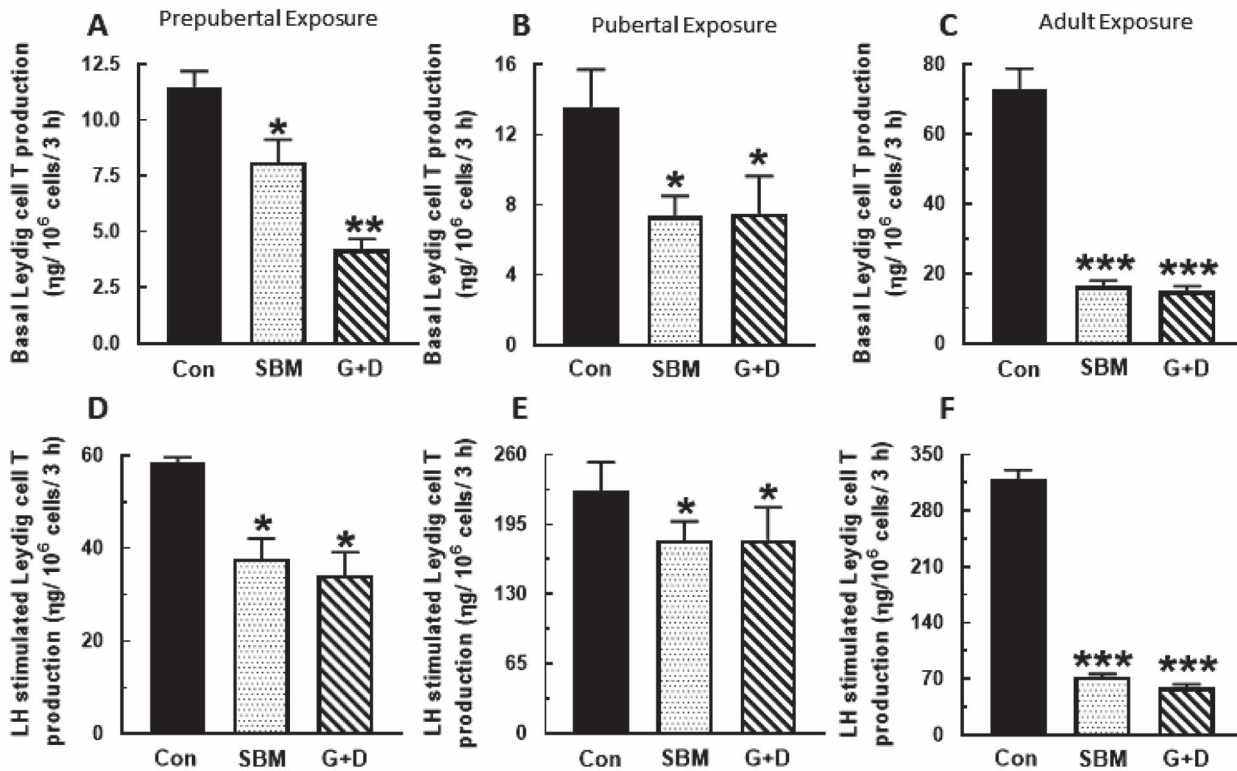 A
Prepubertal Exposure
Basal Leydig cell T production
(ηg/ 10⁶ cells/ 3 h)
12.5
10.0
7.5
5.0
2.5
0.0
*
**
Con
SBM
G+D
B
Pubertal Exposure
Basal Leydig cell T production
(ηg/ 10⁶ cells/ 3 h)
16
12
8
4
0
*
*
Con
SBM
G+D
C
Adult Exposure
Basal Leydig cell T production
(ηg/ 10⁶ cells/ 3 h)
80
60
40
20
0
***
***
Con
SBM
G+D
D
LH stimulated Leydig cell T
production (ηg/ 10⁶ cells/ 3 h)
60
40
20
0
*
*
Con
SBM
G+D
E
LH stimulated Leydig cell T
production (ηg/ 10⁶ cells/ 3 h)
260
195
130
65
0
*
*
Con
SBM
G+D
F
LH stimulated Leydig cell T
production (ηg/10⁶ cells/ 3 h)
350
280
210
140
70
0
***
***
Con
SBM
G+D